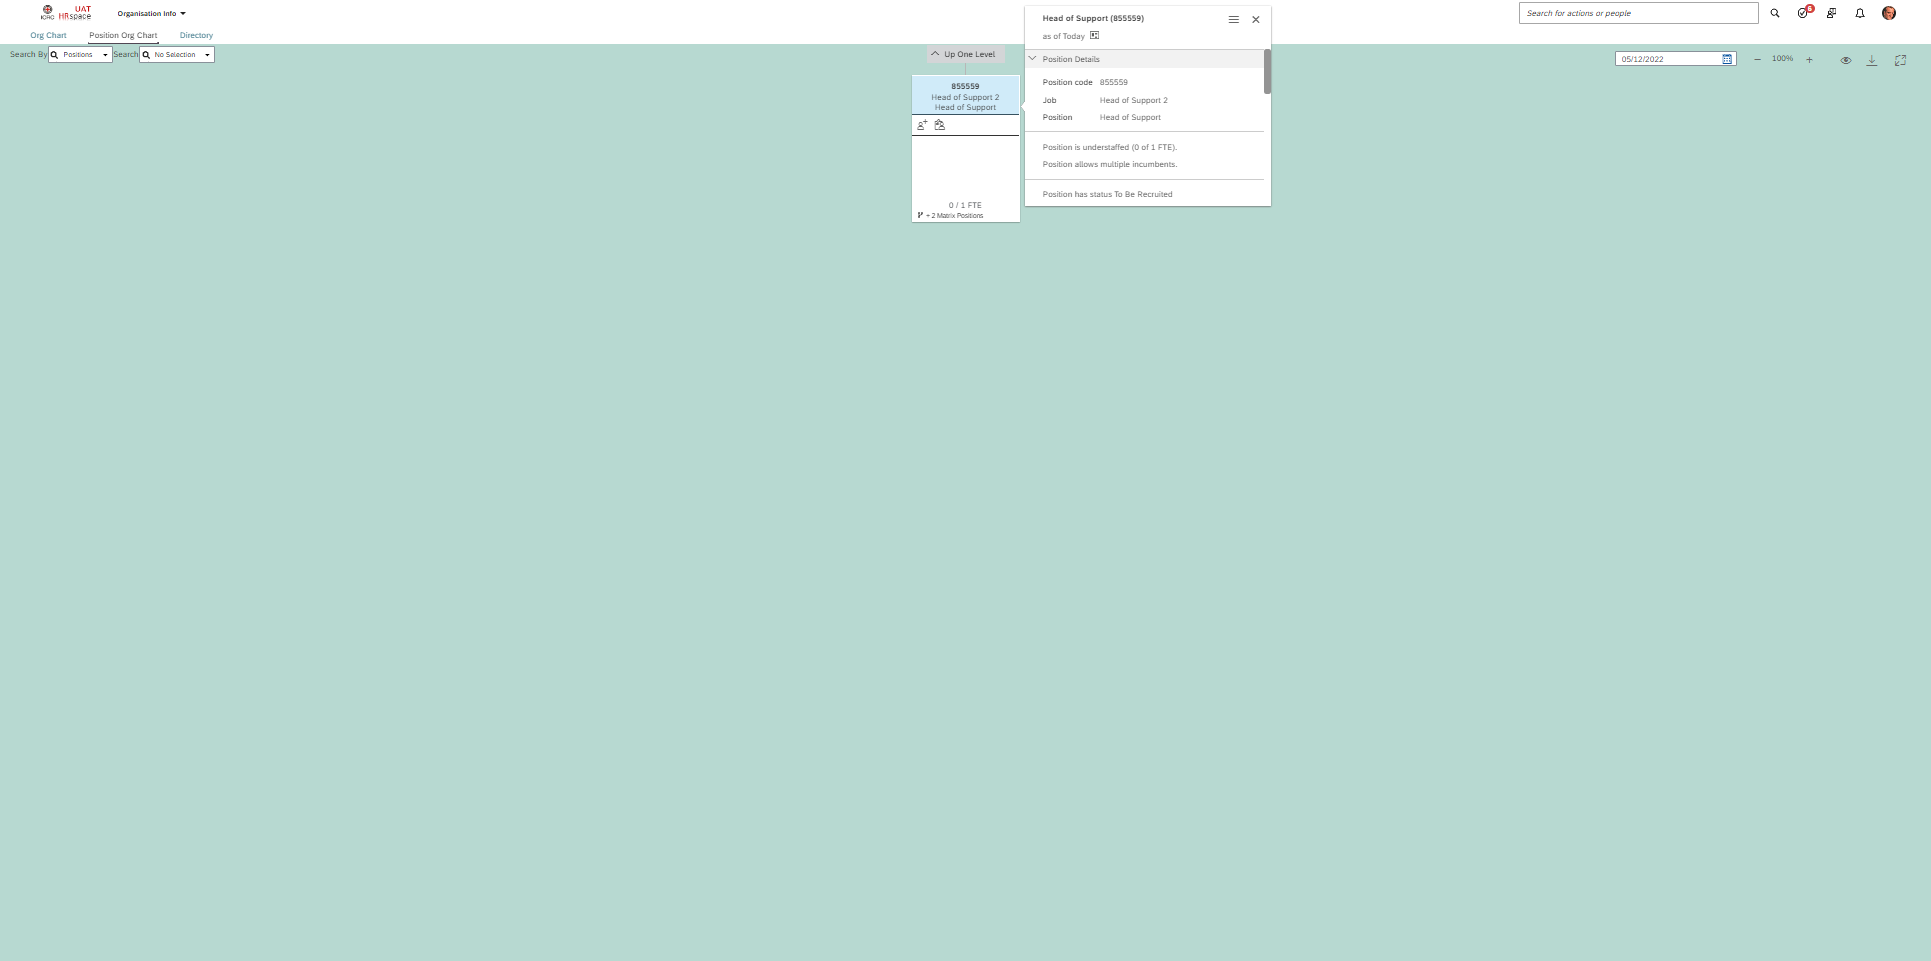 ICRC
UAT
HRspace
Organisation Info
Search for actions or people
6
Org Chart
Position Org Chart
Directory
Search By
Positions
Search
No Selection
Up One Level
05/12/2022
100%
855559
Head of Support 2
Head of Support
0 / 1 FTE
+ 2 Matrix Positions
Head of Support (855559)
as of Today
Position Details
Position code 855559
Job Head of Support 2
Position Head of Support
Position is understaffed (0 of 1 FTE).
Position allows multiple incumbents.
Position has status To Be Recruited